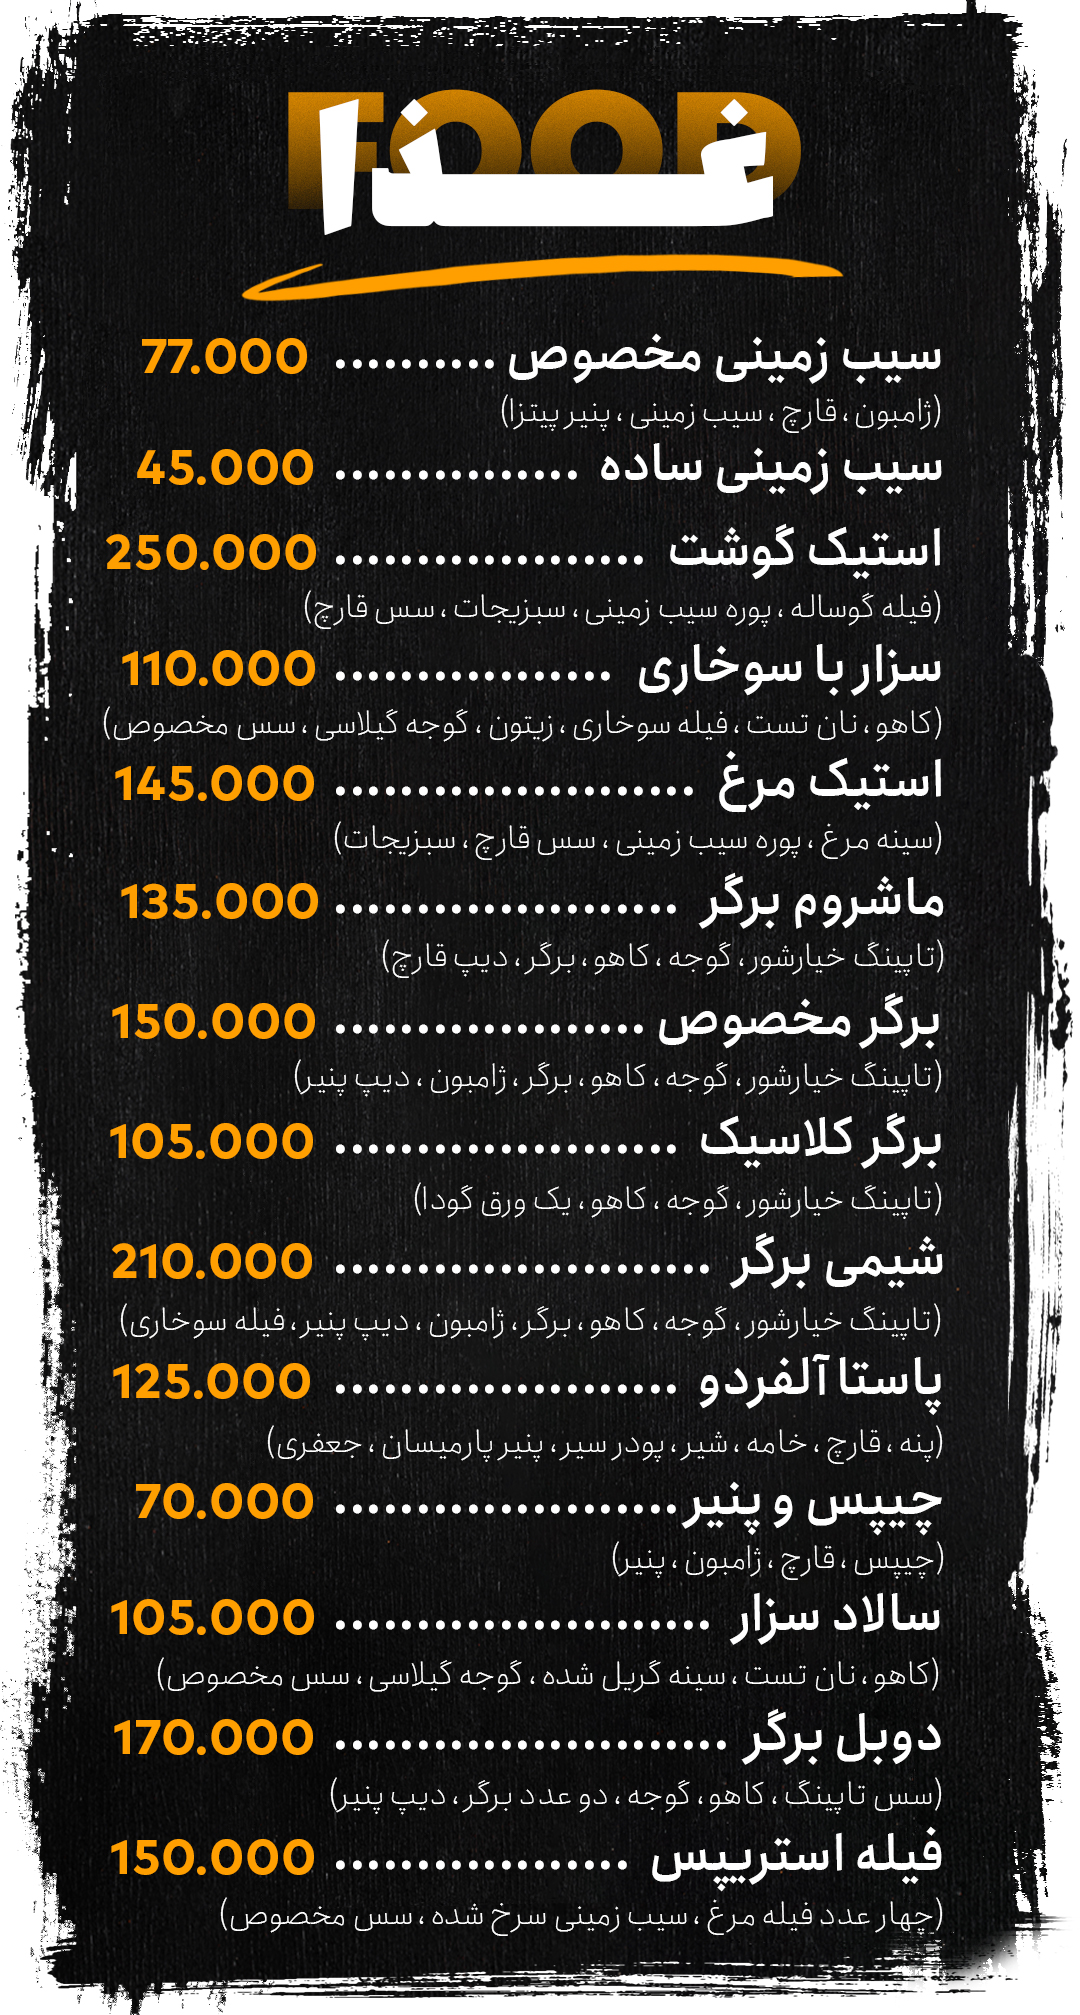 FOOD
غذا
سیب زمینی مخصوص .......... 77.000
(ژامبون ، قارچ ، سیب زمینی ، پنیر پیتزا)
سیب زمینی ساده ............... 45.000
استیک گوشت ................... 250.000
(فیله گوساله ، پوره سیب زمینی ، سبزیجات ، سس قارچ)
سزار با سوخاری ................. 110.000
(کاهو ، نان تست ، فیله سوخاری ، زیتون ، گوجه گیلاسی ، سس مخصوص)
استیک مرغ ...................... 145.000
(سینه مرغ ، پوره سیب زمینی ، سس قارچ ، سبزیجات)
ماشروم برگر ..................... 135.000
(تاپینگ خیارشور ، گوجه ، کاهو ، برگر ، دیپ قارچ)
برگر مخصوص ................... 150.000
(تاپینگ خیارشور ، گوجه ، کاهو ، برگر ، ژامبون ، دیپ پنیر)
برگر کلاسیک ..................... 105.000
(تاپینگ خیارشور ، گوجه ، کاهو ، یک ورق گودا)
شیمی برگر ....................... 210.000
(تاپینگ خیارشور ، گوجه ، کاهو ، برگر ، ژامبون ، دیپ پنیر ، فیله سوخاری)
پاستا آلفردو ..................... 125.000
(پنه ، قارچ ، خامه ، شیر ، پودر سیر ، پنیر پارمیسان ، جعفری)
چیپس و پنیر ..................... 70.000
(چیپس ، قارچ ، ژامبون ، پنیر)
سالاد سزار ...................... 105.000
(کاهو ، نان تست ، سینه گریل شده ، گوجه گیلاسی ، سس مخصوص)
دوبل برگر ........................ 170.000
(سس تاپینگ ، کاهو ، گوجه ، دو عدد برگر ، دیپ پنیر)
فیله استریپس .................. 150.000
(چهار عدد فیله مرغ ، سیب زمینی سرخ شده ، سس مخصوص)